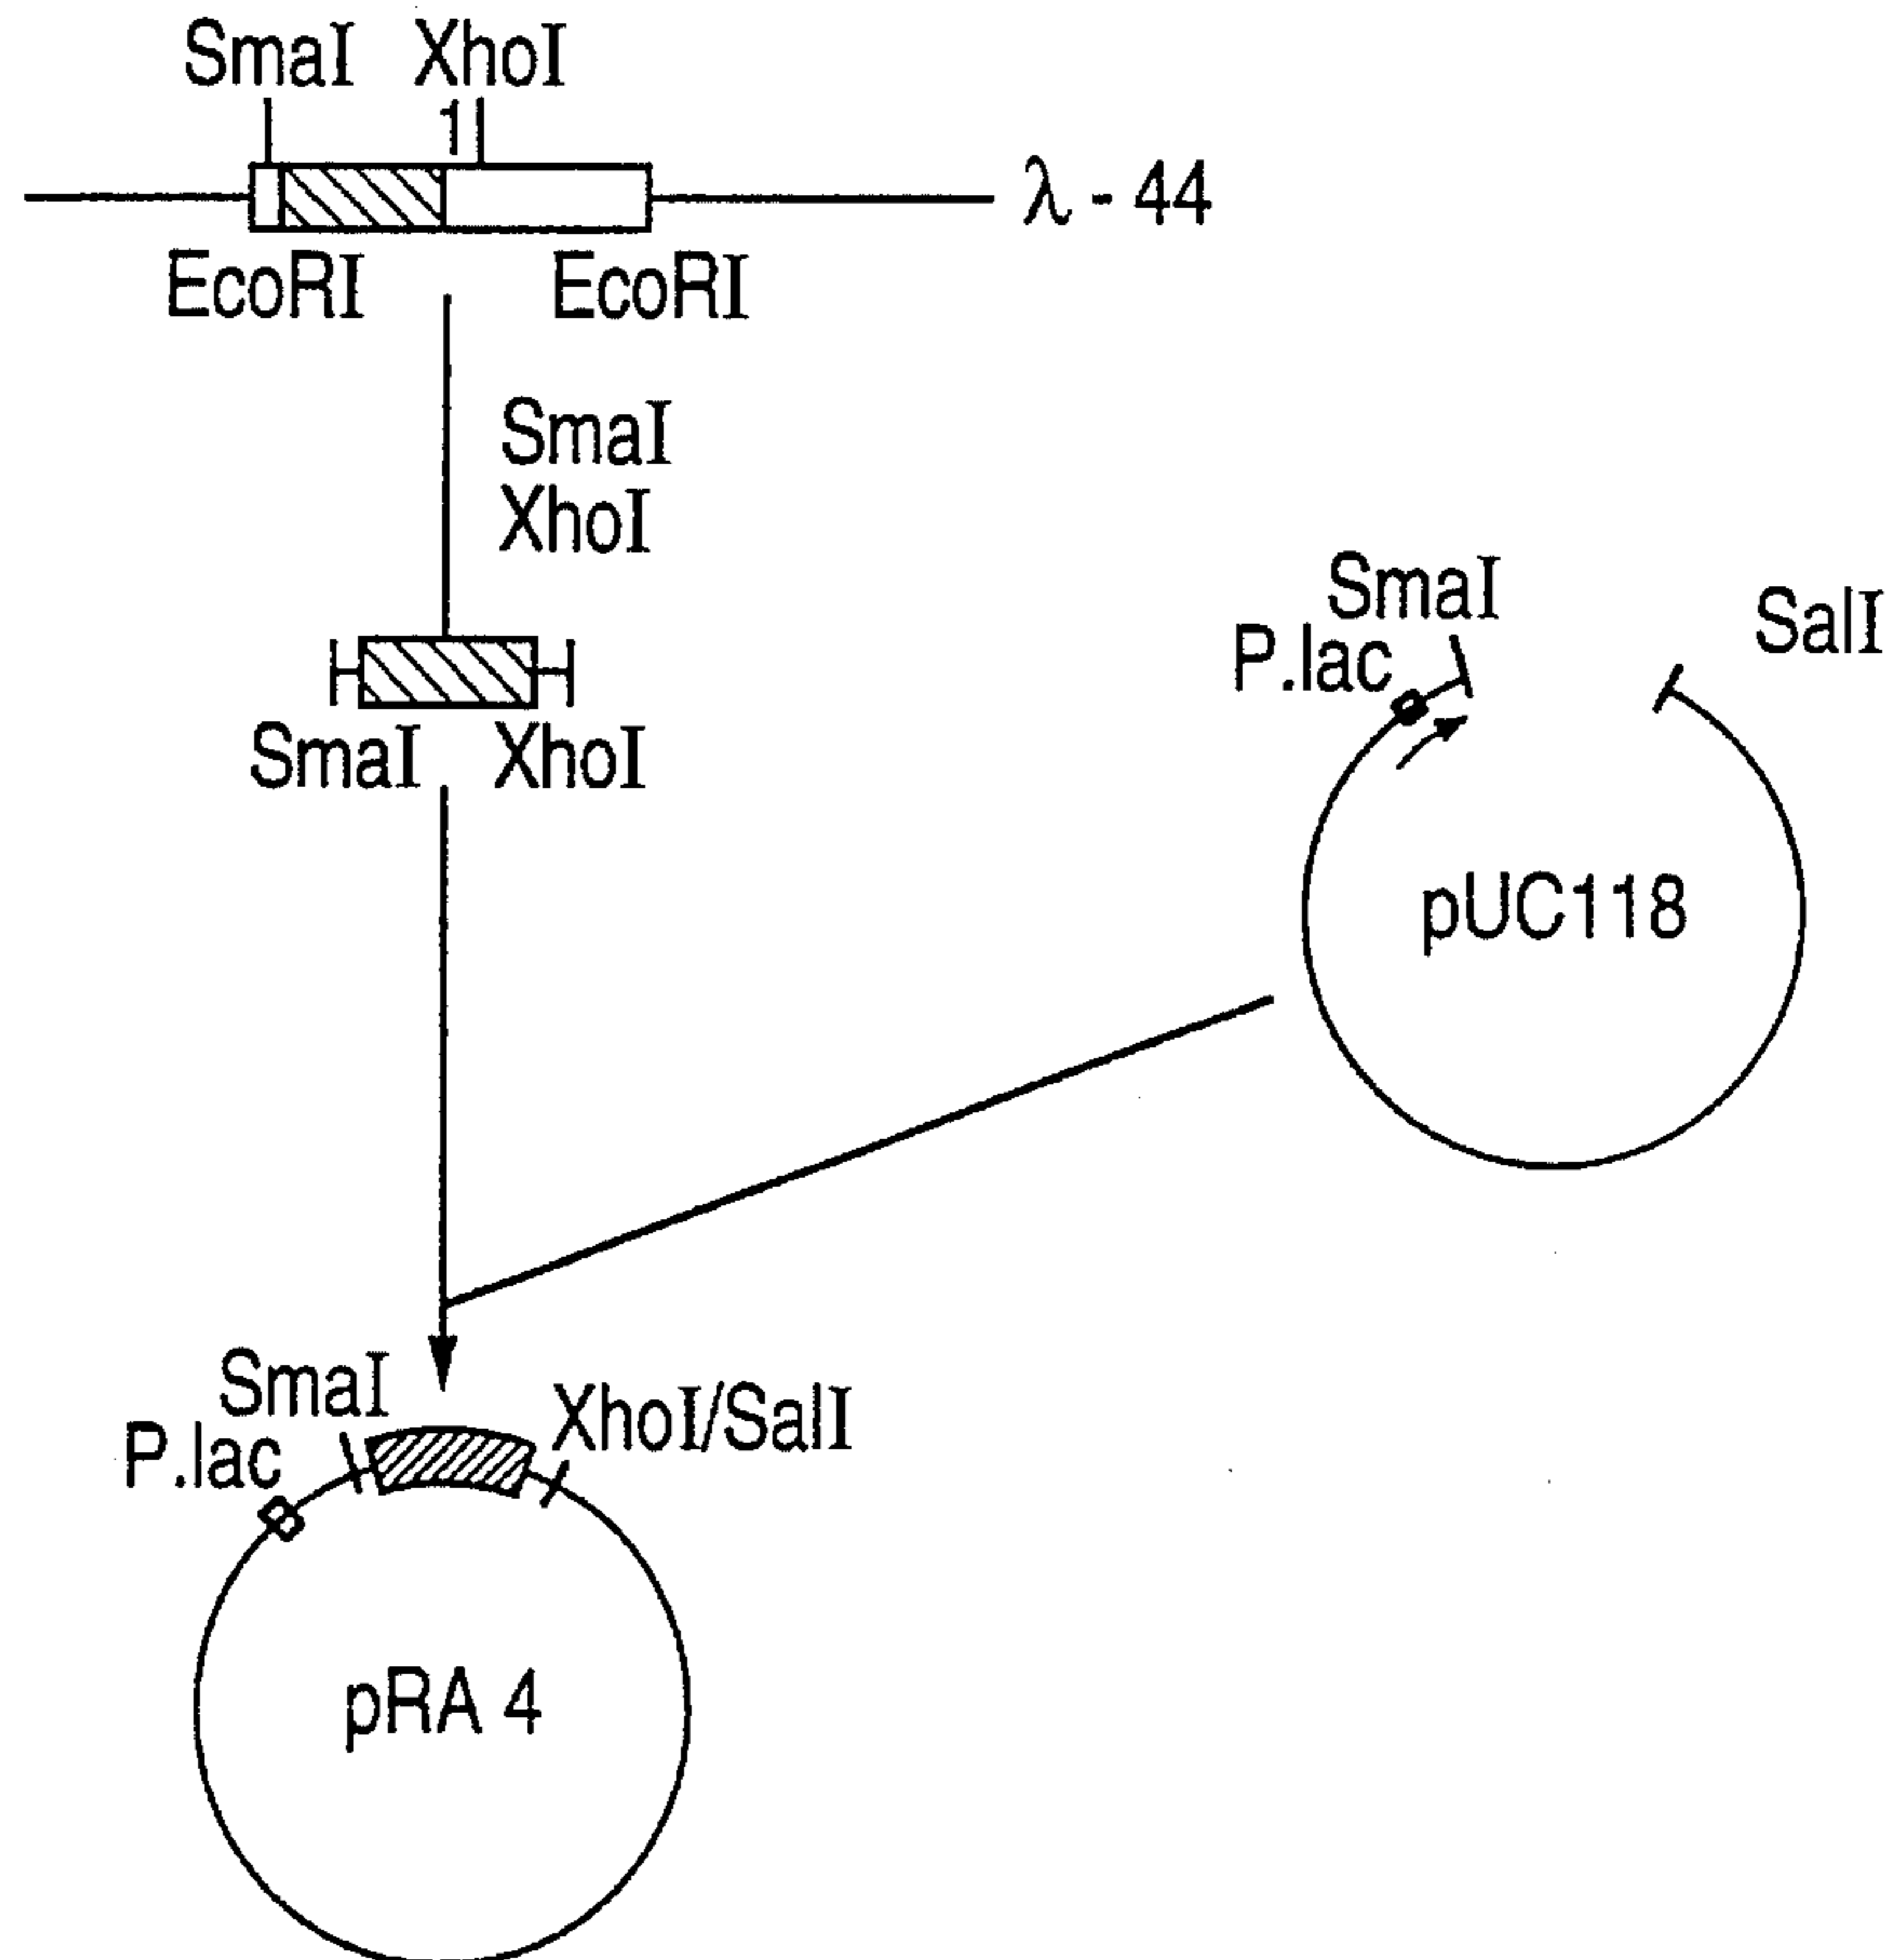 SmaI XhoI
1
λ - 44
EcoRI EcoRI
SmaI
XhoI
SmaI
SalI
P.lac
SmaI XhoI
pUC118
SmaI
XhoI/SalI
P.lac
pRA 4